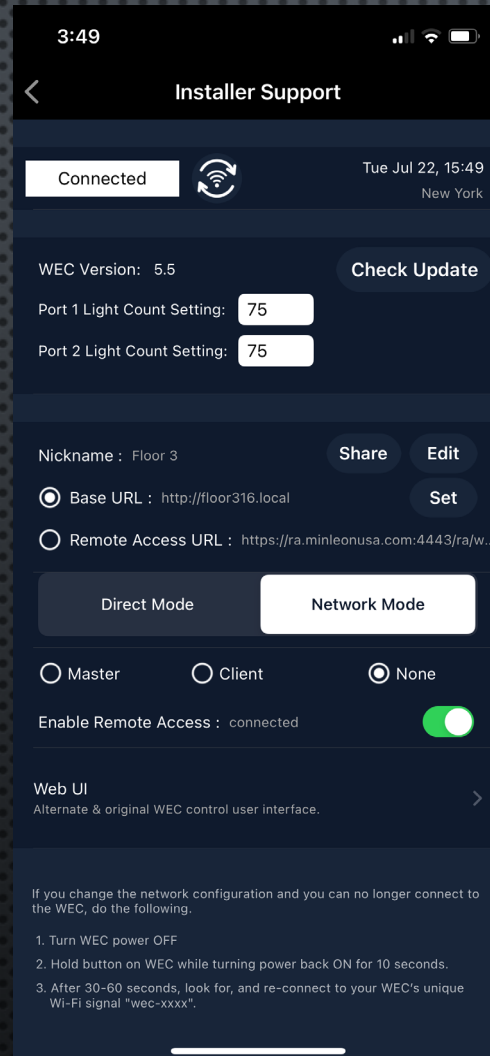 3:49
Installer Support
Connected
Tue Jul 22, 15:49
New York
WEC Version: 5.5
Check Update
Port 1 Light Count Setting: 75
Port 2 Light Count Setting: 75
Nickname : Floor 3
Share
Edit
Base URL : http://floor316.local
Set
Remote Access URL : https://ra.minleonusa.com:4443/ra/w..
Direct Mode
Network Mode
Master
Client
None
Enable Remote Access : connected
Web UI
Alternate & original WEC control user interface.
If you change the network configuration and you can no longer connect to
the WEC, do the following.
1. Turn WEC power OFF
2. Hold button on WEC while turning power back ON for 10 seconds.
3. After 30-60 seconds, look for, and re-connect to your WEC's unique
Wi-Fi signal "wec-xxxx".